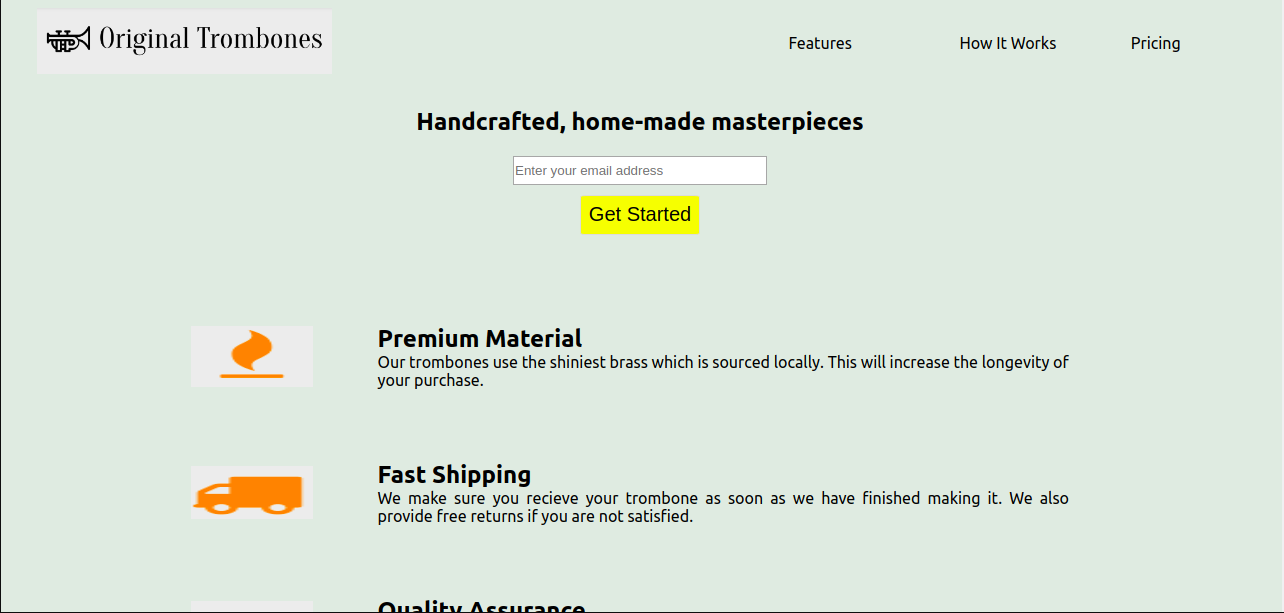 Original Trombones
Features
How It Works
Pricing
Handcrafted, home-made masterpieces
Enter your email address
Get Started
Premium Material
Our trombones use the shiniest brass which is sourced locally. This will increase the longevity of
your purchase.
Fast Shipping
We make sure you recieve your trombone as soon as we have finished making it. We also
provide free returns if you are not satisfied.
Quality Assurance